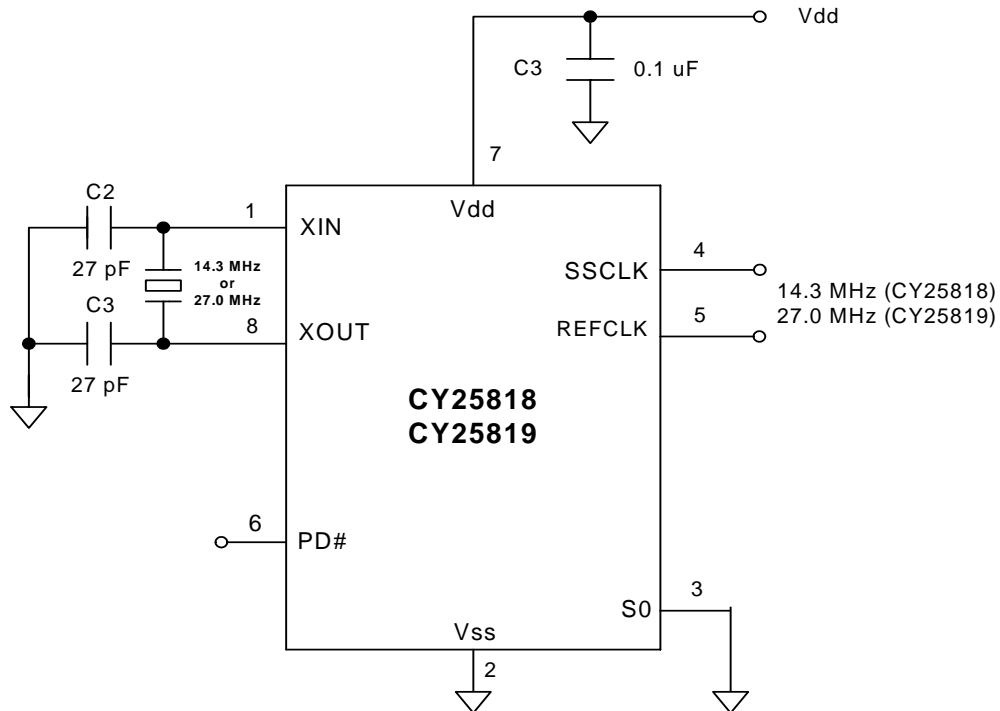 Vdd
C3 0.1 uF
7
C2
1
Vdd
XIN
27 pF
14.3 MHz
or
27.0 MHz
4
SSCLK
14.3 MHz (CY25818)
27.0 MHz (CY25819)
C3
8
XOUT
5
REFCLK
27 pF
CY25818
CY25819
6
PD#
3
S0
Vss
2